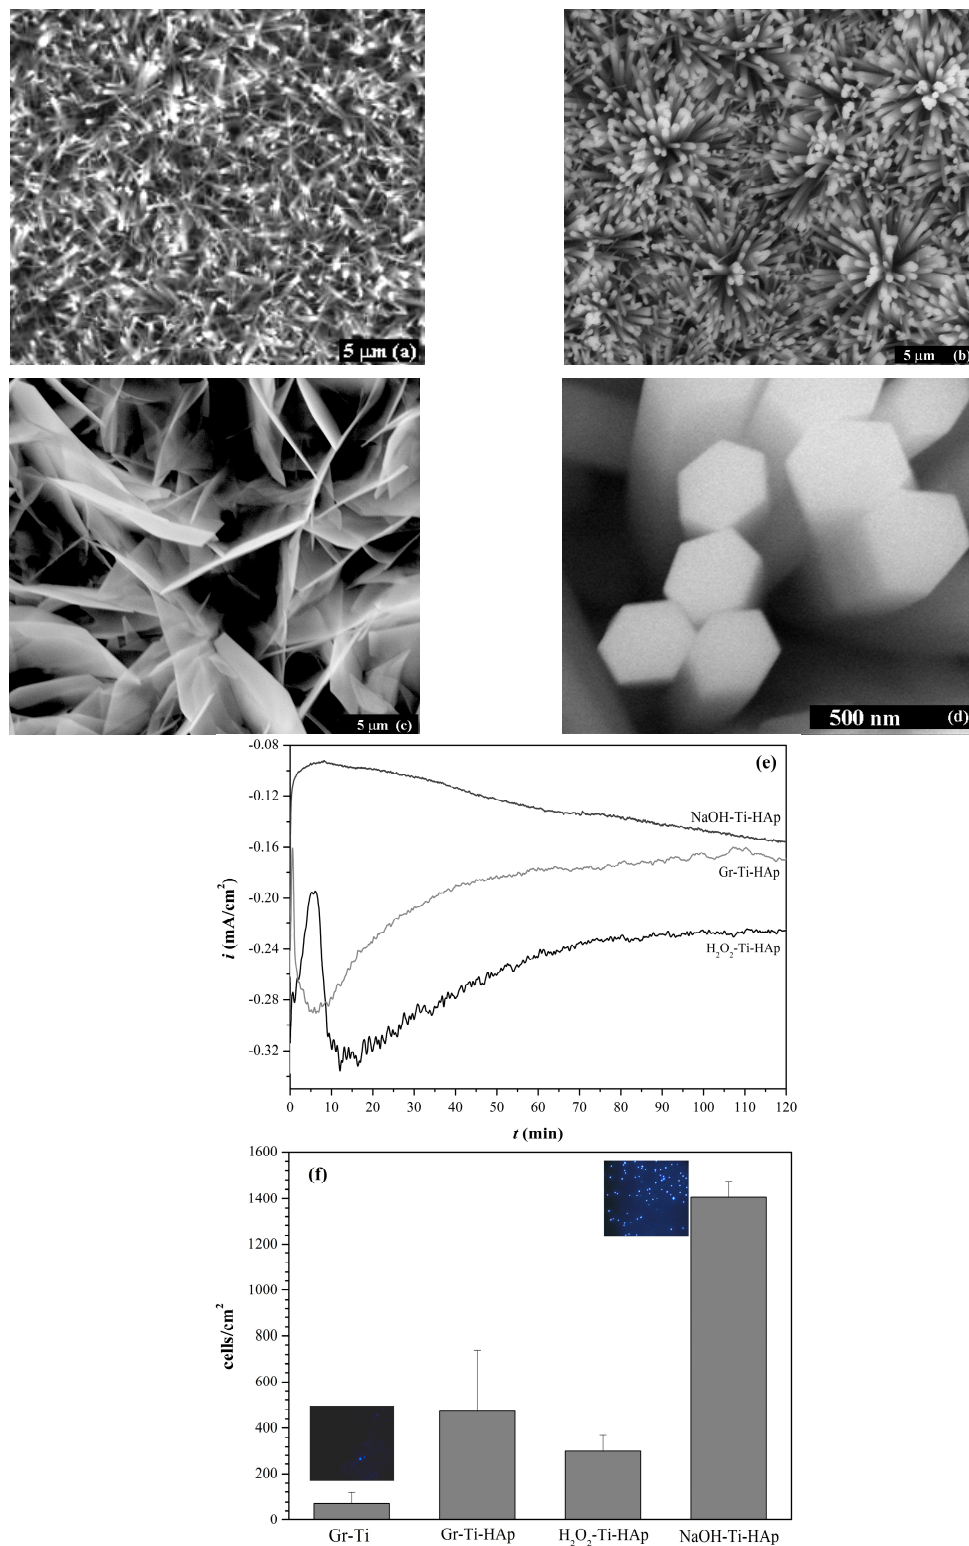 5 μm (a)
5 μm (b)
5 μm (c)
500 nm (d)
(e)
-0.08
-0.12
-0.16
-0.20
-0.24
-0.28
-0.32
i (mA/cm²)
NaOH-Ti-HAp
Gr-Ti-HAp
H₂O₂-Ti-HAp
0 10 20 30 40 50 60 70 80 90 100 110 120
t (min)
(f)
1600
1400
1200
1000
800
600
400
200
0
cells/cm²
Gr-Ti Gr-Ti-HAp H₂O₂-Ti-HAp NaOH-Ti-HAp